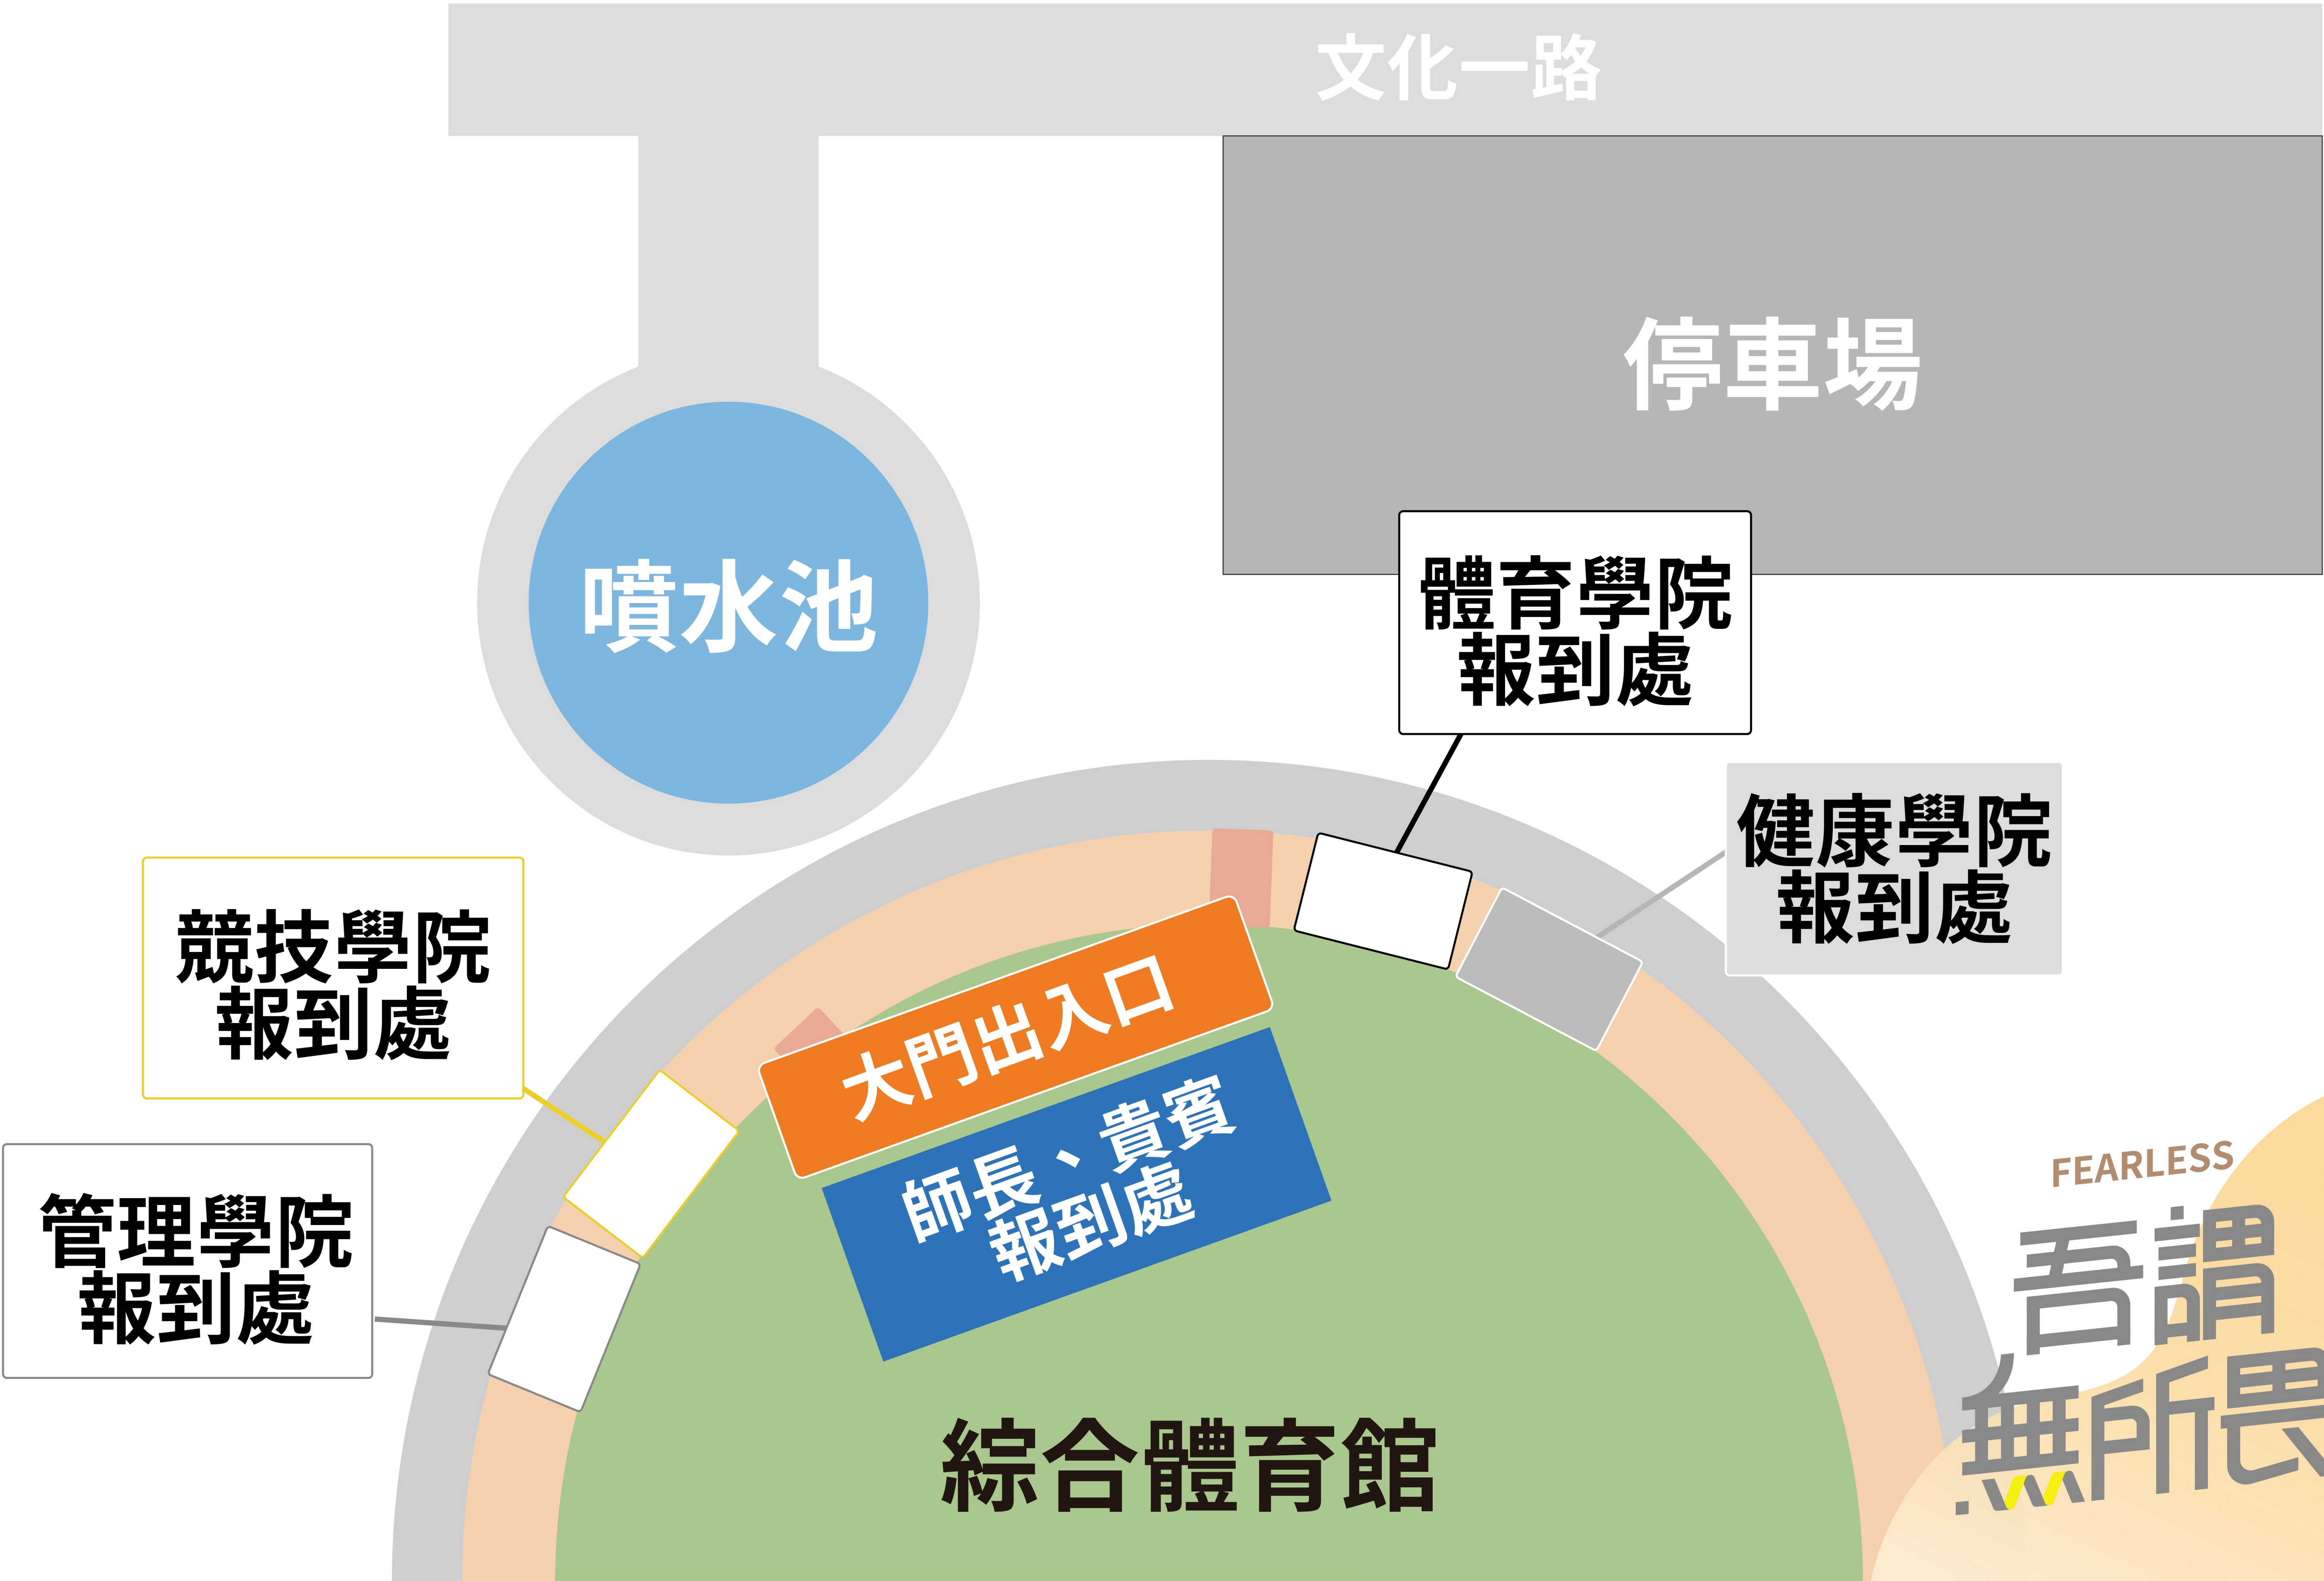 文化一路
停車場
噴水池
體育學院
報到處
健康學院
報到處
競技學院
報到處
大門出入口
師長、貴賓
報到處
管理學院
報到處
綜合體育館
FEARLESS
吾謂
無所畏